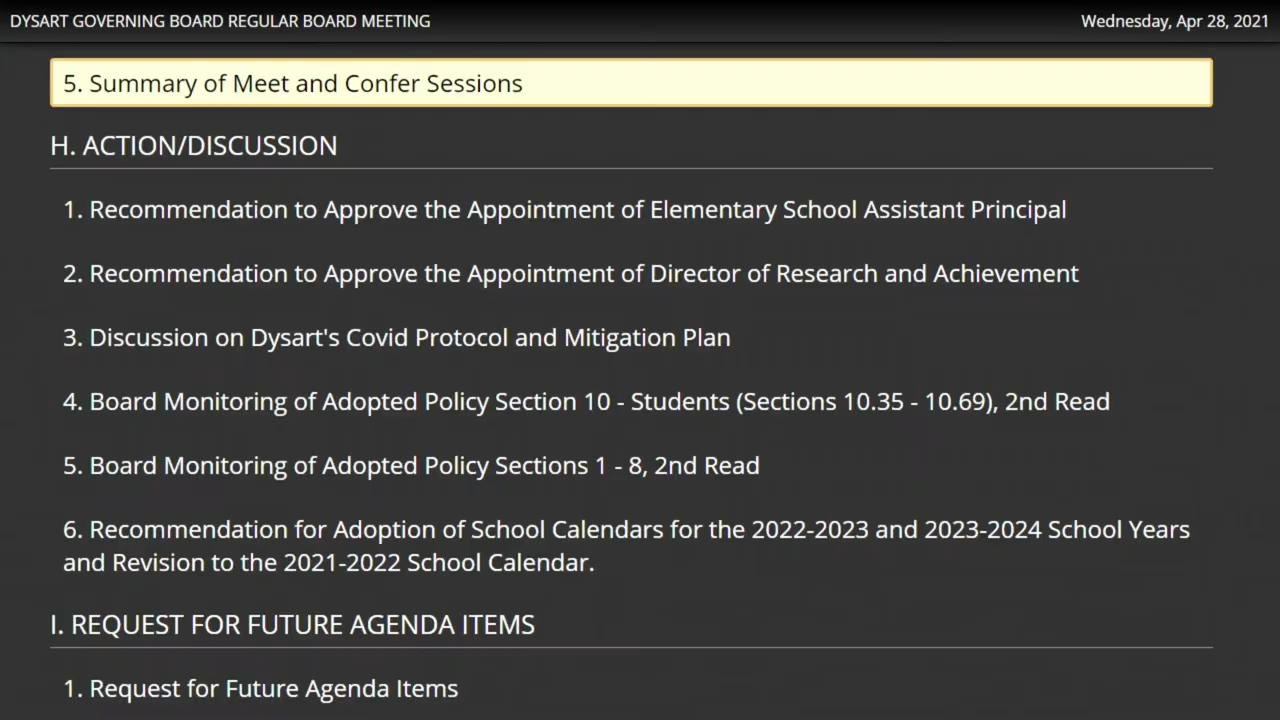 DYSART GOVERNING BOARD REGULAR BOARD MEETING
Wednesday, Apr 28, 2021
5. Summary of Meet and Confer Sessions
H. ACTION/DISCUSSION
1. Recommendation to Approve the Appointment of Elementary School Assistant Principal
2. Recommendation to Approve the Appointment of Director of Research and Achievement
3. Discussion on Dysart's Covid Protocol and Mitigation Plan
4. Board Monitoring of Adopted Policy Section 10 - Students (Sections 10.35 - 10.69), 2nd Read
5. Board Monitoring of Adopted Policy Sections 1 - 8, 2nd Read
6. Recommendation for Adoption of School Calendars for the 2022-2023 and 2023-2024 School Years
and Revision to the 2021-2022 School Calendar.
I. REQUEST FOR FUTURE AGENDA ITEMS
1. Request for Future Agenda Items